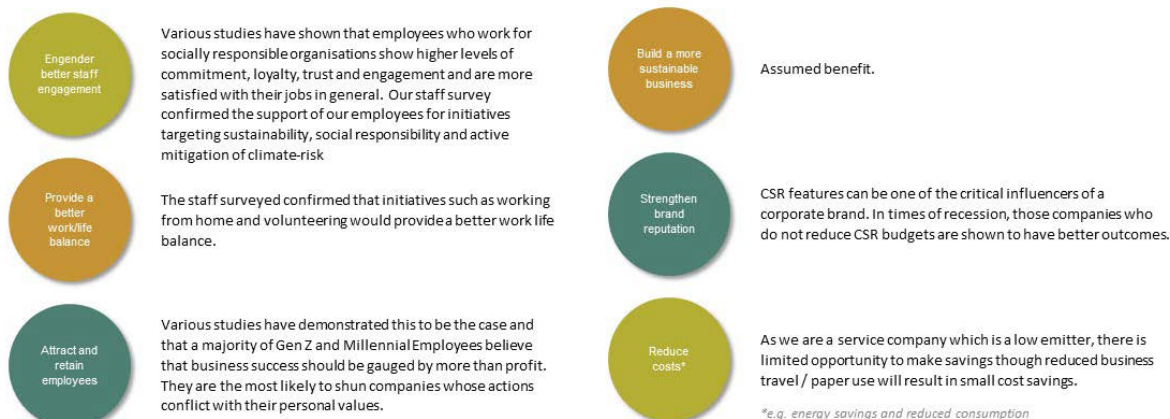 Engender
better staff
engagement
Various studies have shown that employees who work for
socially responsible organisations show higher levels of
commitment, loyalty, trust and engagement and are more
satisfied with their jobs in general. Our staff survey
confirmed the support of our employees for initiatives
targeting sustainability, social responsibility and active
mitigation of climate-risk
Provide a
better
work/life
balance
The staff surveyed confirmed that initiatives such as working
from home and volunteering would provide a better work life
balance.
Attract and
retain
employees
Various studies have demonstrated this to be the case and
that a majority of Gen Z and Millennial Employees believe
that business success should be gauged by more than profit.
They are the most likely to shun companies whose actions
conflict with their personal values.
Build a more
sustainable
business
Assumed benefit.
Strengthen
brand
reputation
CSR features can be one of the critical influencers of a
corporate brand. In times of recession, those companies who
do not reduce CSR budgets are shown to have better outcomes.
Reduce
costs*
As we are a service company which is a low emitter, there is
limited opportunity to make savings though reduced business
travel / paper use will result in small cost savings.
*e.g. energy savings and reduced consumption